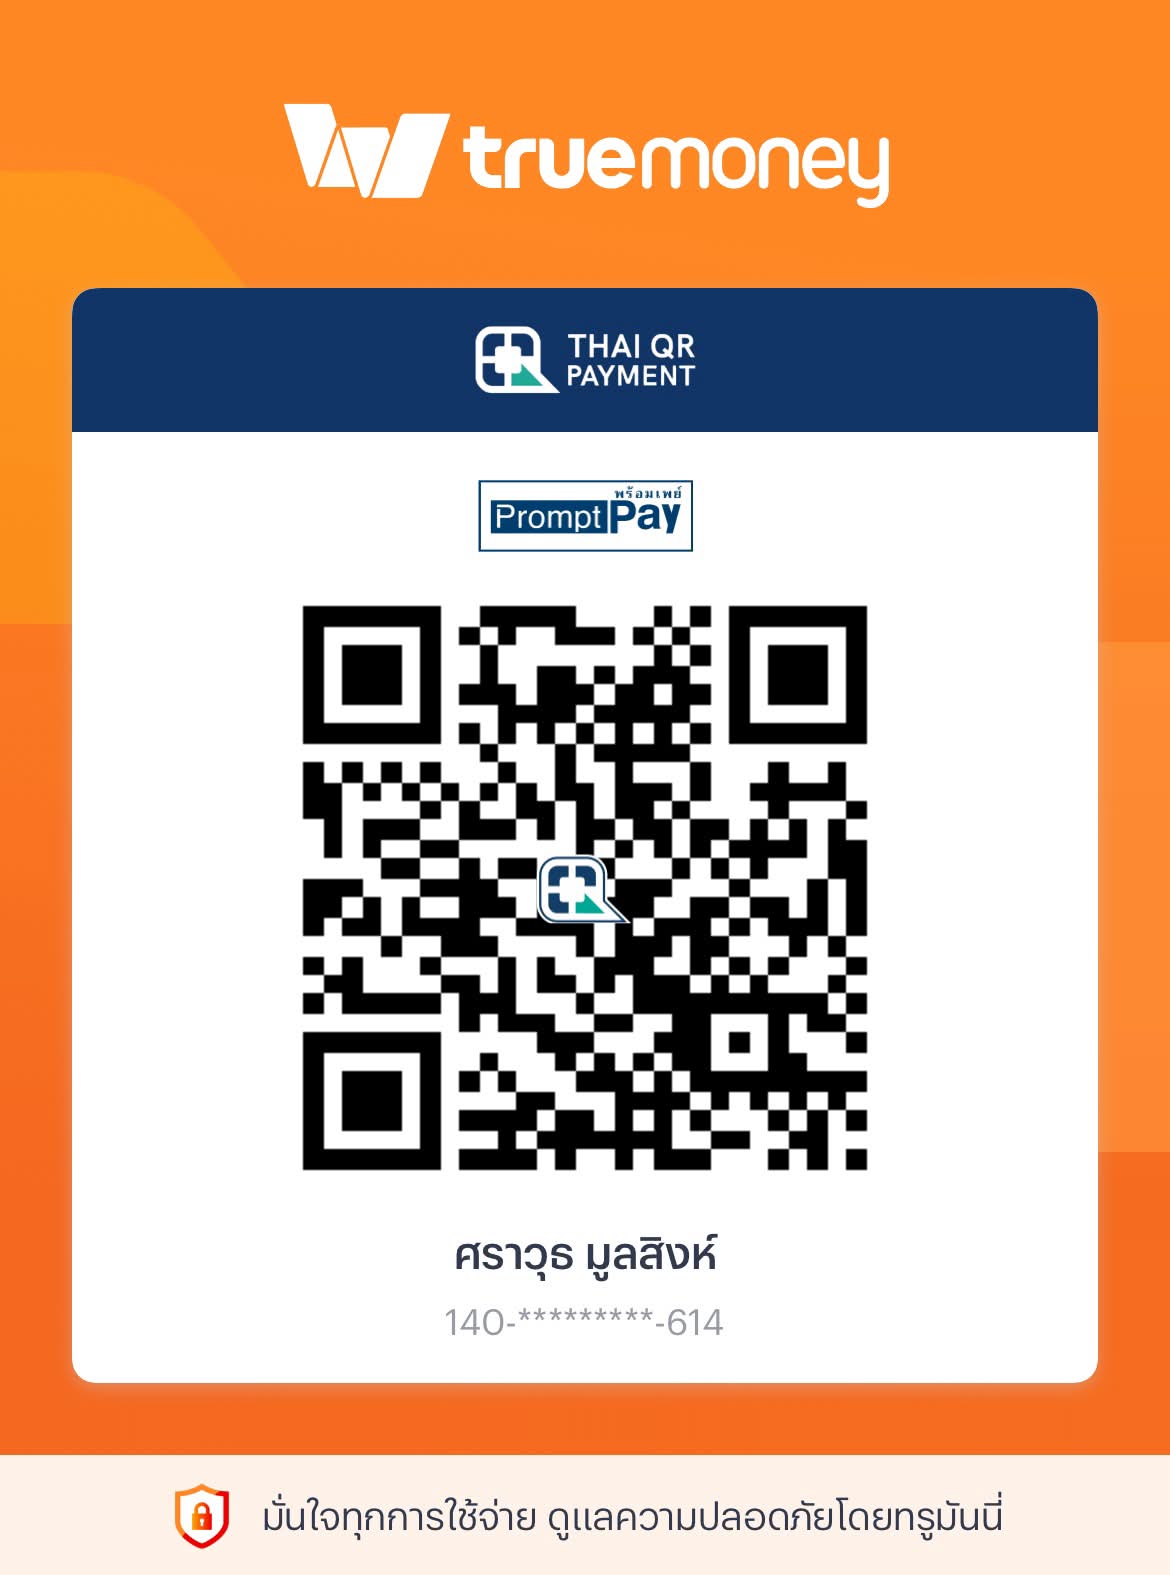 truemoney
THAI QR
PAYMENT
พร้อมเพย์
PromptPay
ศราวุธ มูลสิงห์
140-*********-614
มั่นใจทุกการใช้จ่าย ดูแลความปลอดภัยโดยทรูมันนี่